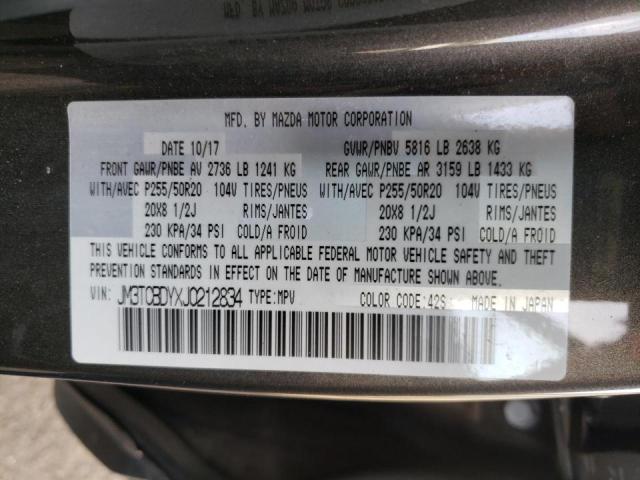 MFD. BY MAZDA MOTOR CORPORATION
DATE 10/17 GVWR/PNBV 5816 LB 2638 KG
FRONT GAWR/PNBE AV 2736 LB 1241 KG REAR GAWR/PNBE AR 3159 LB 1433 KG
WITH/AVEC P255/50R20 104V TIRES/PNEUS WITH/AVEC P255/50R20 104V TIRES/PNEUS
20X8 1/2J RIMS/JANTES 20X8 1/2J RIMS/JANTES
230 KPA/34 PSI COLD/A FROID 230 KPA/34 PSI COLD/A FROID
THIS VEHICLE CONFORMS TO ALL APPLICABLE FEDERAL MOTOR VEHICLE SAFETY AND THEFT
PREVENTION STANDARDS IN EFFECT ON THE DATE OF MANUFACTURE SHOWN ABOVE.
VIN: JM3TCBDYXJ0212834 TYPE:MPV COLOR CODE:42S MADE IN JAPAN